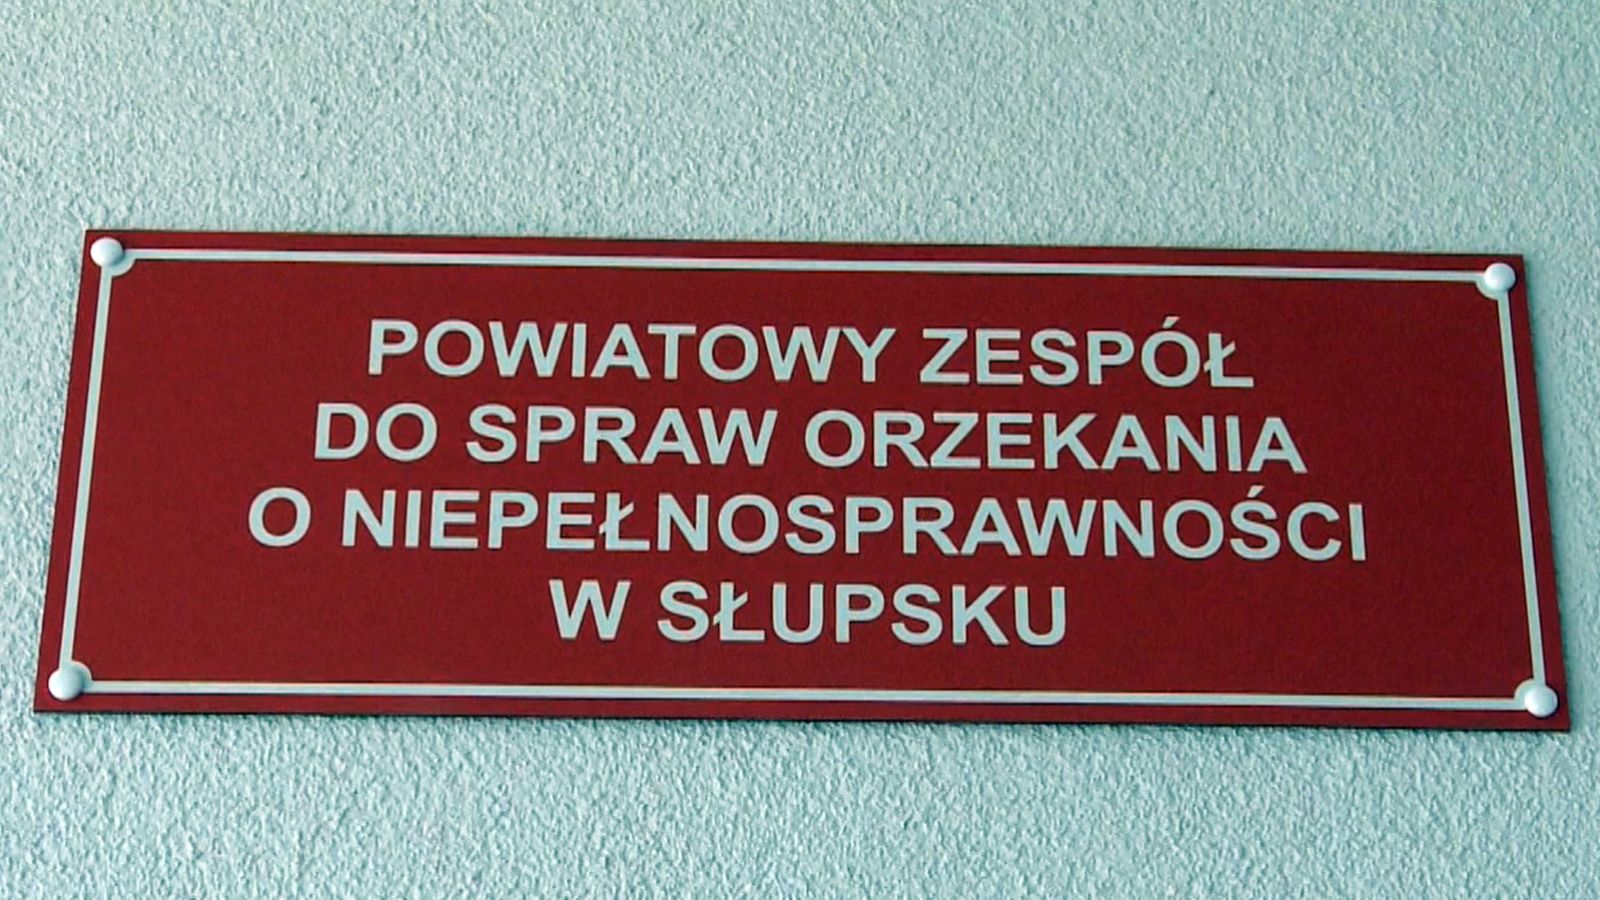 POWIATOWY ZESPÓŁ
DO SPRAW ORZEKANIA
O NIEPEŁNOSPRAWNOŚCI
W SŁUPSKU